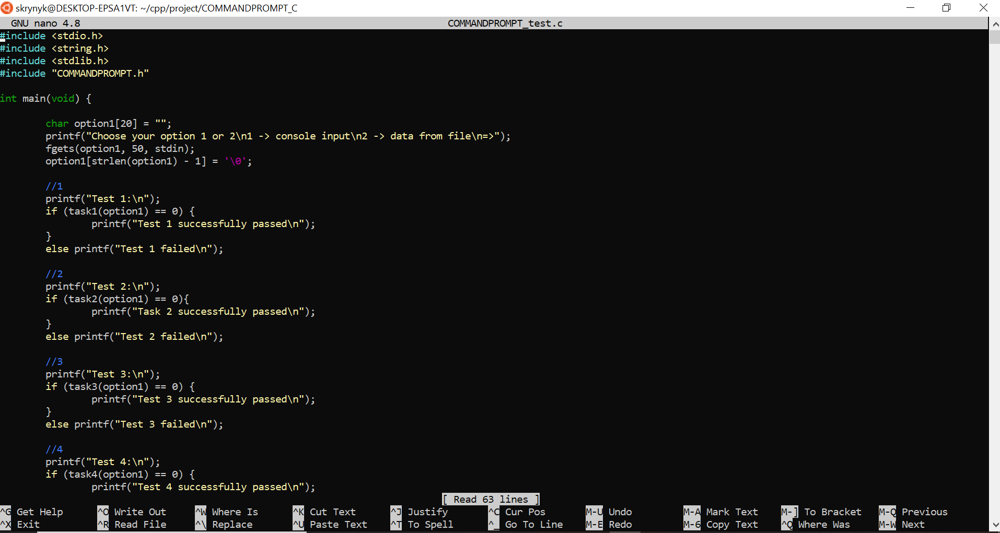 skrynyk@DESKTOP-EPSA1VT: ~/cpp/project/COMMANDPROMPT_C
GNU nano 4.8 COMMANDPROMPT_test.c
#include <stdio.h>
#include <string.h>
#include <stdlib.h>
#include "COMMANDPROMPT.h"
int main(void) {
char option1[20] = "";
printf("Choose your option 1 or 2\n1 -> console input\n2 -> data from file\n=>");
fgets(option1, 50, stdin);
option1[strlen(option1) - 1] = '\0';
//1
printf("Test 1:\n");
if (task1(option1) == 0) {
printf("Test 1 successfully passed\n");
}
else printf("Test 1 failed\n");
//2
printf("Test 2:\n");
if (task2(option1) == 0){
printf("Task 2 successfully passed\n");
}
else printf("Test 2 failed\n");
//3
printf("Test 3:\n");
if (task3(option1) == 0) {
printf("Test 3 successfully passed\n");
}
else printf("Test 3 failed\n");
//4
printf("Test 4:\n");
if (task4(option1) == 0) {
printf("Test 4 successfully passed\n");
[ Read 63 lines ]
^G Get Help ^O Write Out ^W Where Is ^K Cut Text ^J Justify ^C Cur Pos M-U Undo M-A Mark Text M-] To Bracket M-Q Previous
^X Exit ^R Read File ^\ Replace ^U Paste Text ^T To Spell ^_ Go To Line M-E Redo M-6 Copy Text ^Q Where Was M-W Next